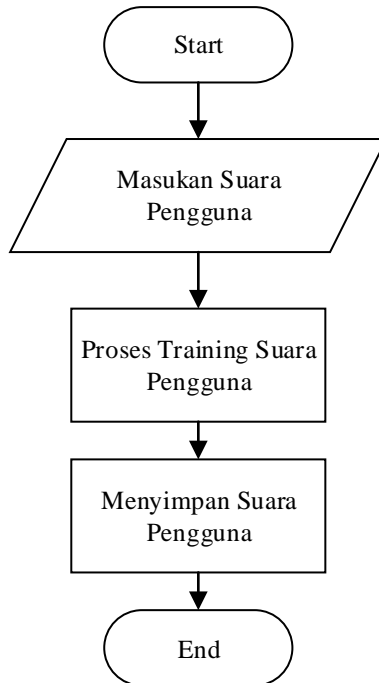 Start
Masukan Suara
Pengguna
Proses Training Suara
Pengguna
Menyimpan Suara
Pengguna
End